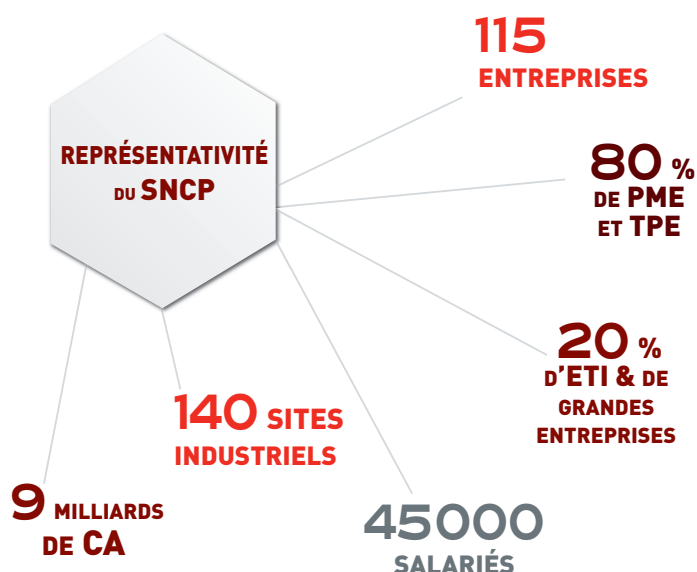 115
ENTREPRISES
REPRÉSENTATIVITÉ
DU SNCP
80 %
DE PME
ET TPE
20 %
D'ETI & DE
GRANDES
ENTREPRISES
140 SITES
INDUSTRIELS
9 MILLIARDS
DE CA
45000
SALARIÉS